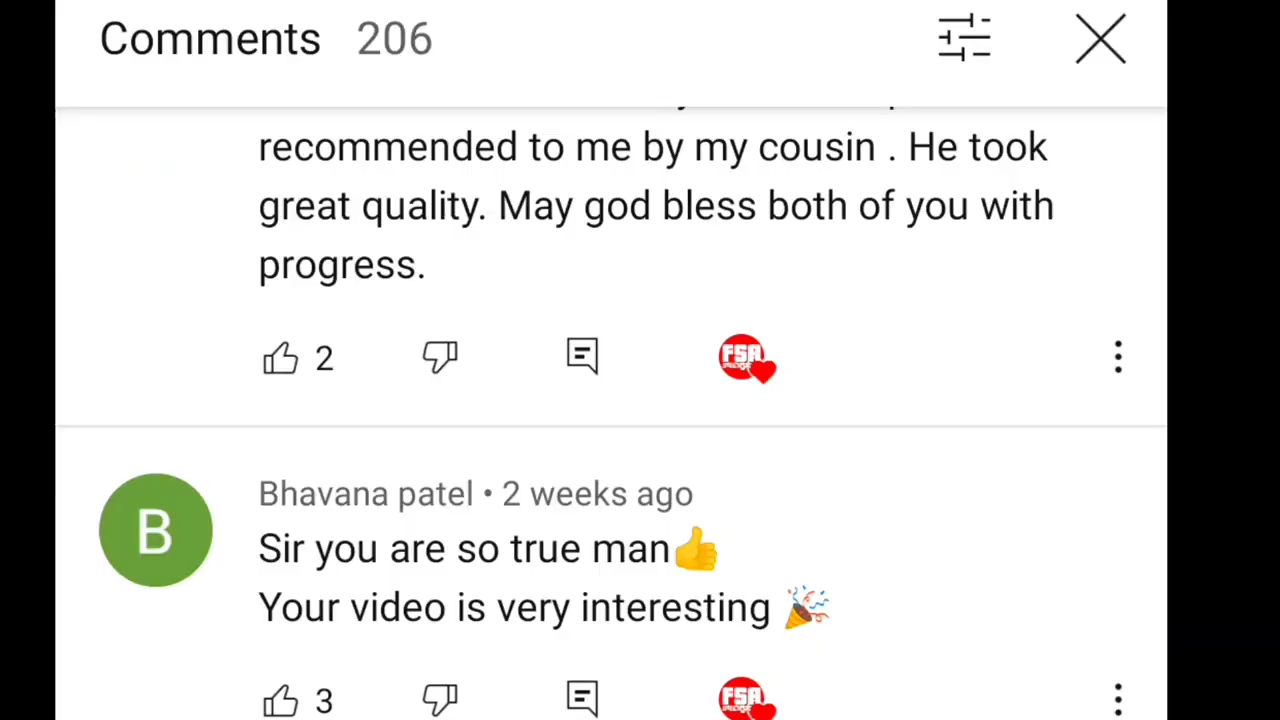 Comments 206
recommended to me by my cousin . He took
great quality. May god bless both of you with
progress.
2
FSA
Bhavana patel • 2 weeks ago
Sir you are so true man👍
Your video is very interesting 🎉
3
FSA